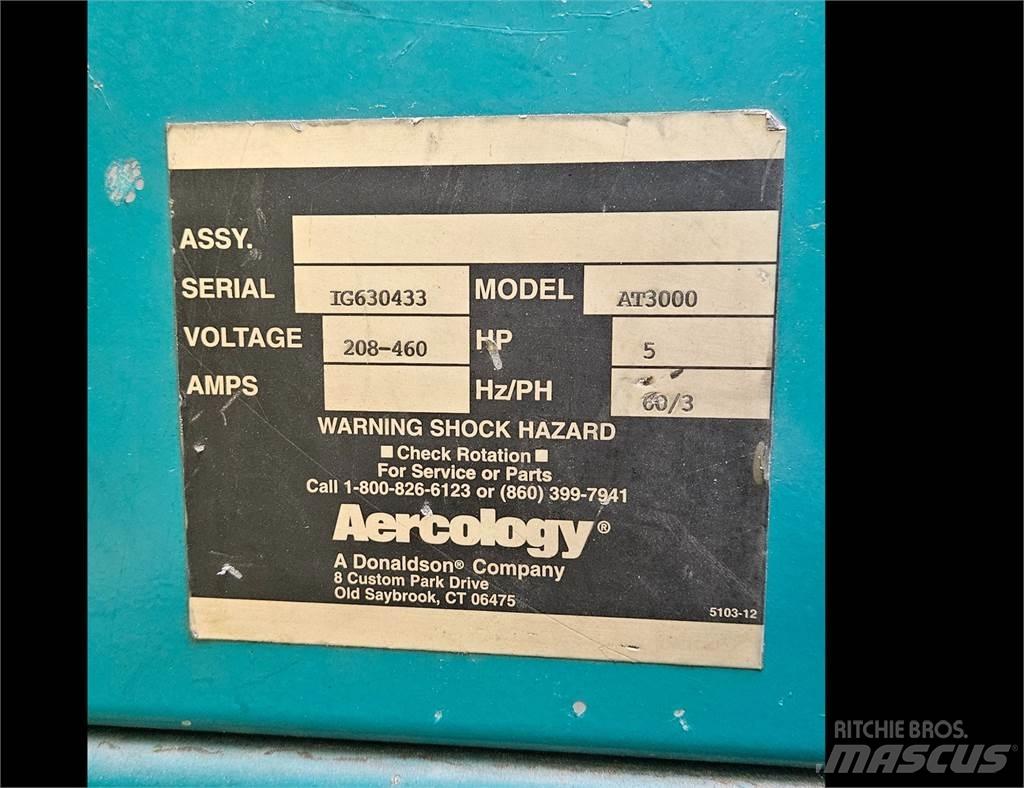 ASSY.
SERIAL IG630433 MODEL AT3000
VOLTAGE 208-460 HP 5
AMPS Hz/PH 60/3
WARNING SHOCK HAZARD
■ Check Rotation ■
For Service or Parts
Call 1-800-826-6123 or (860) 399-7941
Aercology®
A Donaldson® Company
8 Custom Park Drive
Old Saybrook, CT 06475
5103-12
RITCHIE BROS.
MASCUS